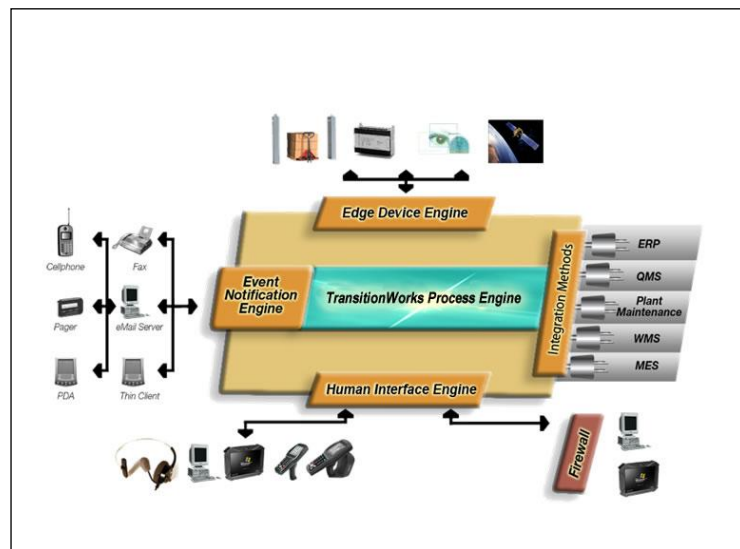 Edge Device Engine
Cellphone
Fax
Pager
eMail Server
PDA
Thin Client
Event
Notification
Engine
TransitionWorks Process Engine
Integration Methods
ERP
QMS
Plant
Maintenance
WMS
MES
Human Interface Engine
Firewall